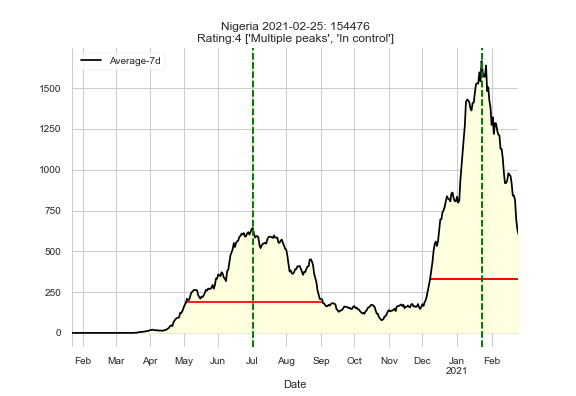 Nigeria 2021-02-25: 154476
Rating:4 ['Multiple peaks', 'In control']
Average-7d
1500
1250
1000
750
500
250
0
Feb Mar Apr May Jun Jul Aug Sep Oct Nov Dec Jan Feb
2021
Date